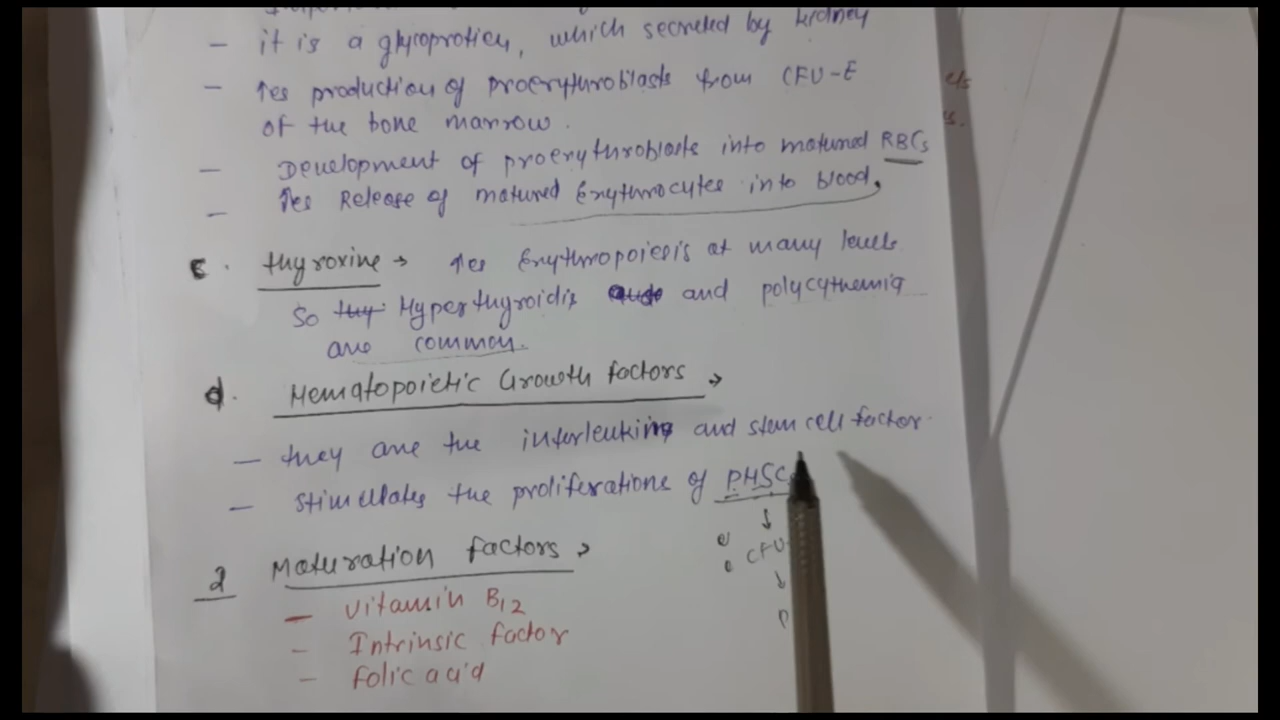 - it is a glycoprotien, which secreted by kidney
- ↑es production of proerythroblasts from CFU-E
of the bone marrow.
- Development of proerythroblasts into matured RBCs
- ↑es Release of matured Erythrocytes into blood.
c. thyroxine → ↑es Erythropoiesis at many levels
So Hyperthyroidis and polycythemia
are common.
d. Hematopoietic Growth factors →
- they are the interleukins and stem cell factor.
- stimulates the proliferations of PHSC
↓
CFU-
↓
P
2 Maturation factors →
- Vitamin B12
- Intrinsic factor
- folic acid